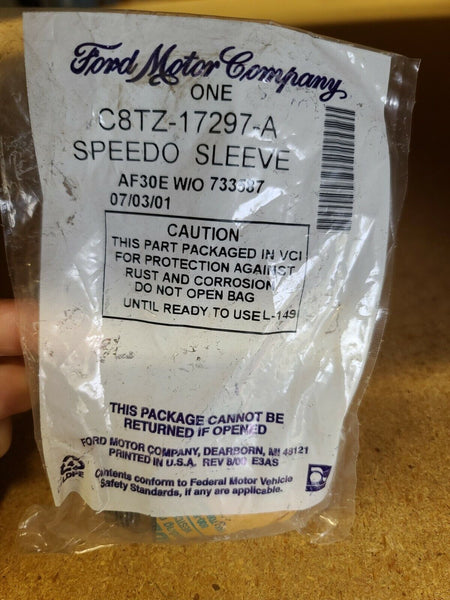 Ford Motor Company
ONE
C8TZ-17297-A
SPEEDO SLEEVE
AF30E W/O 733587
07/03/01
CAUTION
THIS PART PACKAGED IN VCI
FOR PROTECTION AGAINST
RUST AND CORROSION
DO NOT OPEN BAG
UNTIL READY TO USE L-149
THIS PACKAGE CANNOT BE
RETURNED IF OPENED
FORD MOTOR COMPANY, DEARBORN, MI 48121
PRINTED IN U.S.A. REV 8/00 E3AS
LDPE
Contents conform to Federal Motor Vehicle
Safety Standards, if any are applicable.